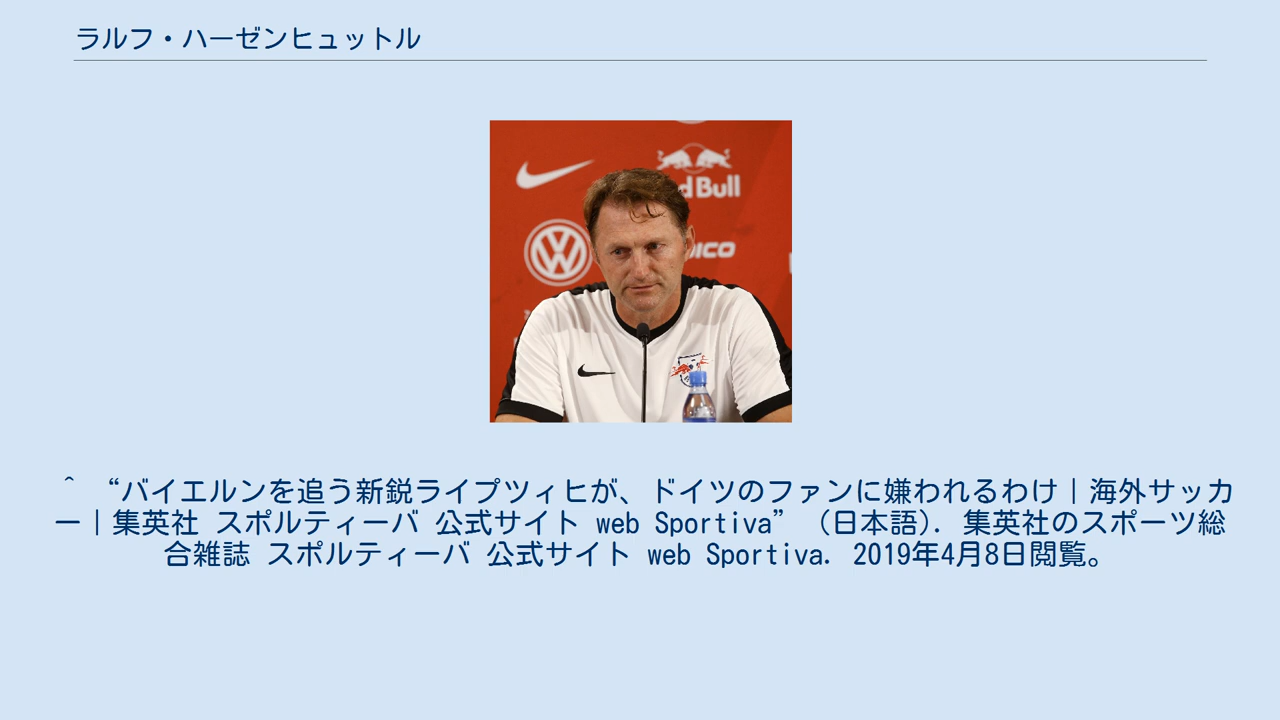 ラルフ・ハーゼンヒュットル
d Bull
VW
ICO
^ “バイエルンを追う新鋭ライプツィヒが、ドイツのファンに嫌われるわけ｜海外サッカ
ー｜集英社 スポルティーバ 公式サイト web Sportiva” (日本語). 集英社のスポーツ総
合雑誌 スポルティーバ 公式サイト web Sportiva. 2019年4月8日閲覧。